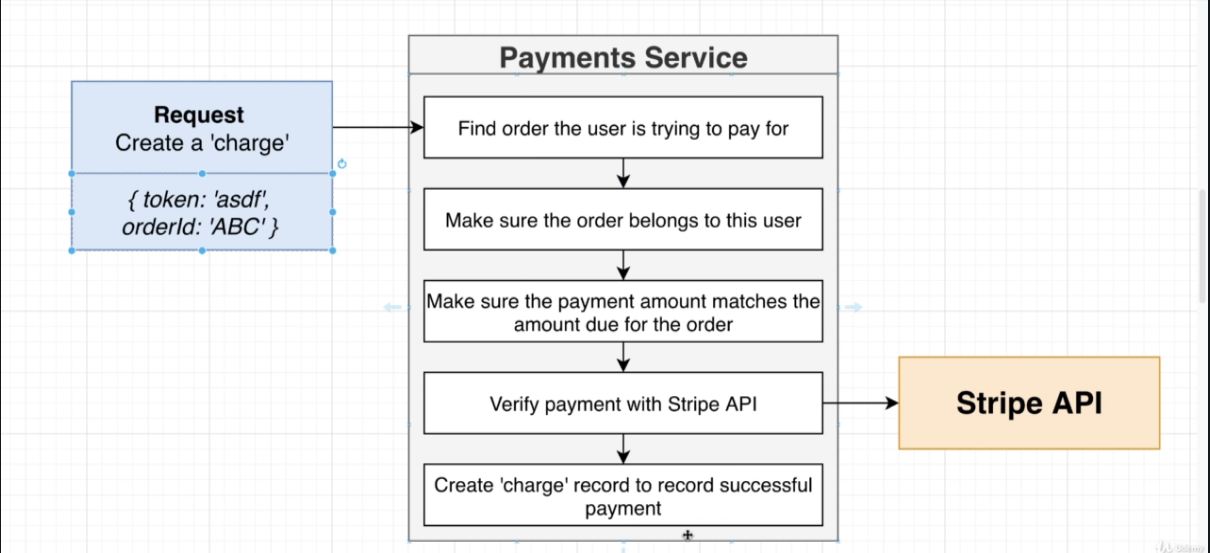 Payments Service
Request
Create a 'charge'
{ token: 'asdf',
orderId: 'ABC' }
Find order the user is trying to pay for
Make sure the order belongs to this user
Make sure the payment amount matches the
amount due for the order
Verify payment with Stripe API
Stripe API
Create 'charge' record to record successful
payment
Udemy